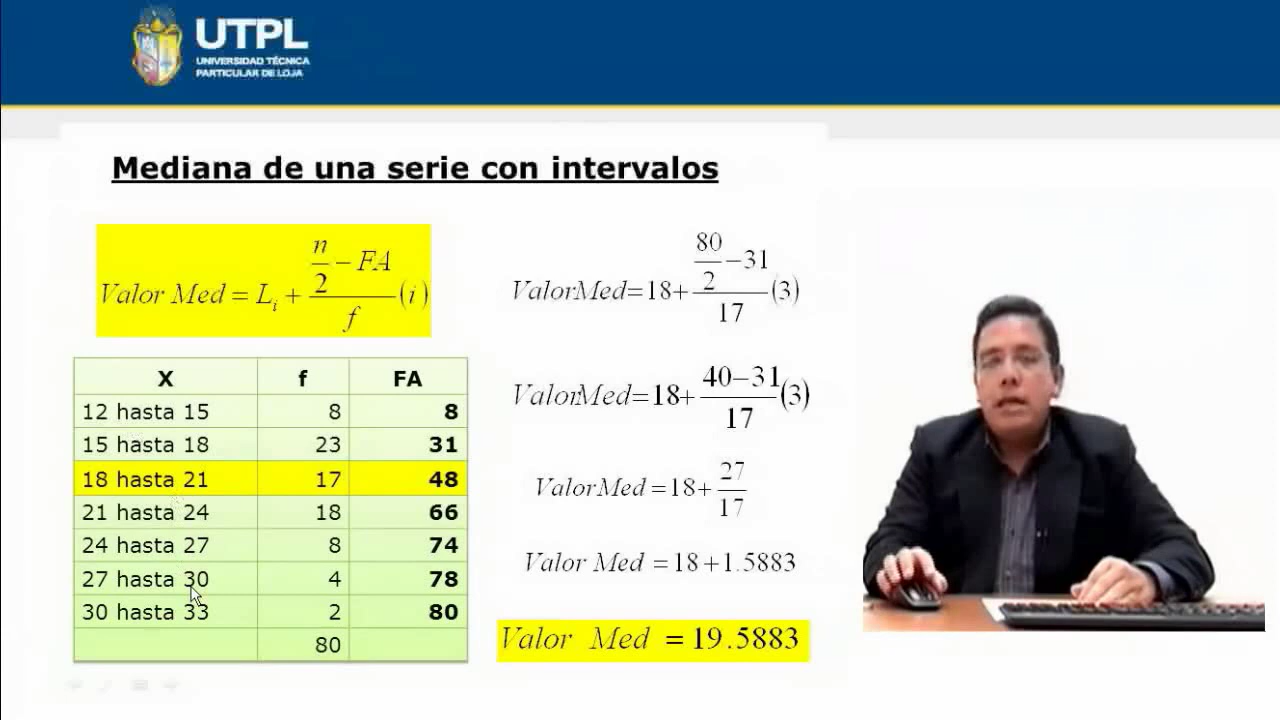 UTPL
UNIVERSIDAD TÉCNICA
PARTICULAR DE LOJA
Mediana de una serie con intervalos
Valor Med = Li + (n/2 − FA)/f (i)
X f FA
12 hasta 15 8 8
15 hasta 18 23 31
18 hasta 21 17 48
21 hasta 24 18 66
24 hasta 27 8 74
27 hasta 30 4 78
30 hasta 33 2 80
80
ValorMed=18+ (80/2 −31)/17 (3)
ValorMed=18+ (40−31)/17 (3)
ValorMed=18+ 27/17
Valor Med =18+1.5883
Valor Med =19.5883